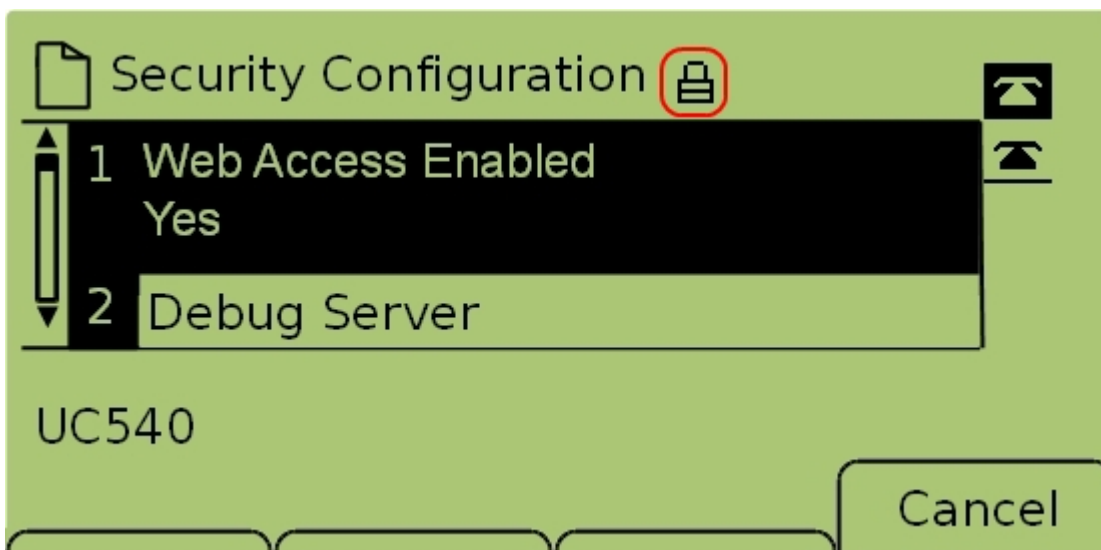 Security Configuration
1 Web Access Enabled
Yes
2 Debug Server
UC540
Cancel